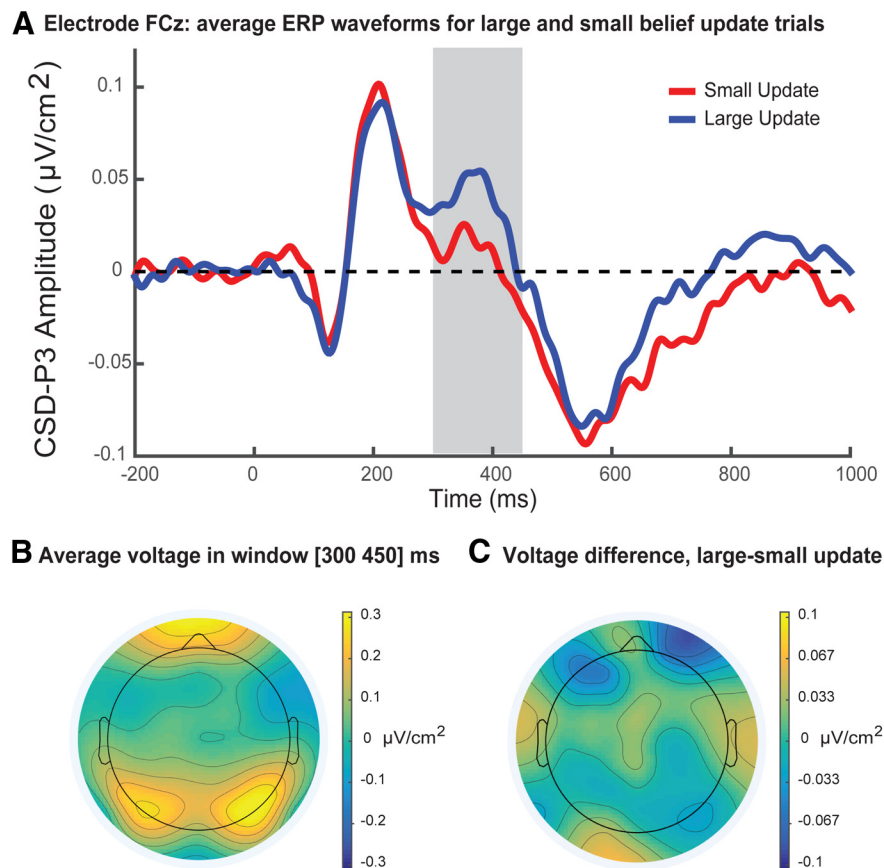 A Electrode FCz: average ERP waveforms for large and small belief update trials
CSD-P3 Amplitude (µV/cm²)
0.1
0.05
0
-0.05
-0.1
Small Update
Large Update
-200 0 200 400 600 800 1000
Time (ms)
B Average voltage in window [300 450] ms
0.3
0.2
0.1
0 µV/cm²
-0.1
-0.2
-0.3
C Voltage difference, large-small update
0.1
0.067
0.033
0 µV/cm²
-0.033
-0.067
-0.1